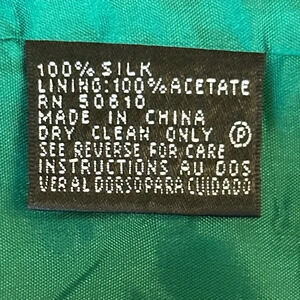 100% SILK
LINING: 100% ACETATE
RN 50610
MADE IN CHINA
DRY CLEAN ONLY Ⓟ
SEE REVERSE FOR CARE
INSTRUCTIONS AU DOS
VER AL DORSO PARA CUIDADO